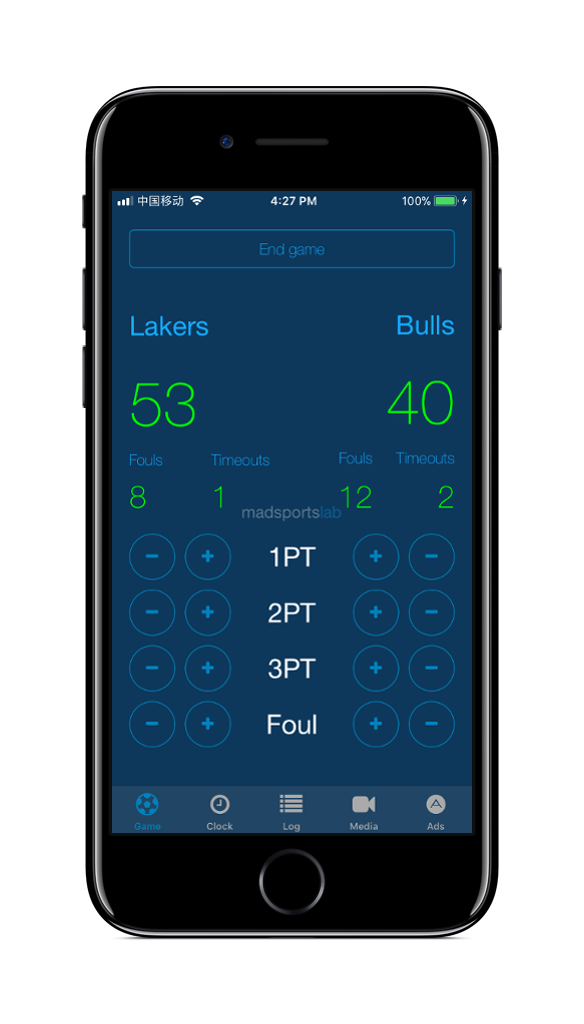 中国移动 4:27 PM 100%
End game
Lakers Bulls
53 40
Fouls Timeouts Fouls Timeouts
8 1 12 2
madsportslab
− + 1PT + −
− + 2PT + −
− + 3PT + −
− + Foul + −
Game Clock Log Media Ads